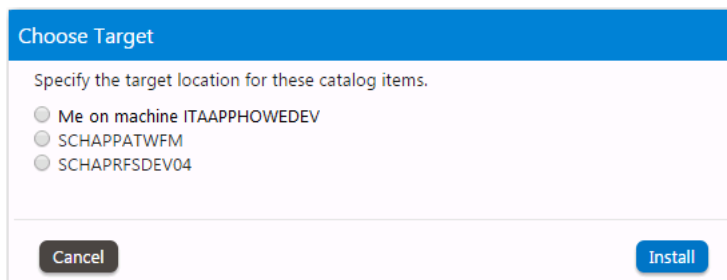 Choose Target
Specify the target location for these catalog items.
Me on machine ITAAPPHOWEDEV
SCHAPPATWFM
SCHAPRFSDEV04
Cancel
Install